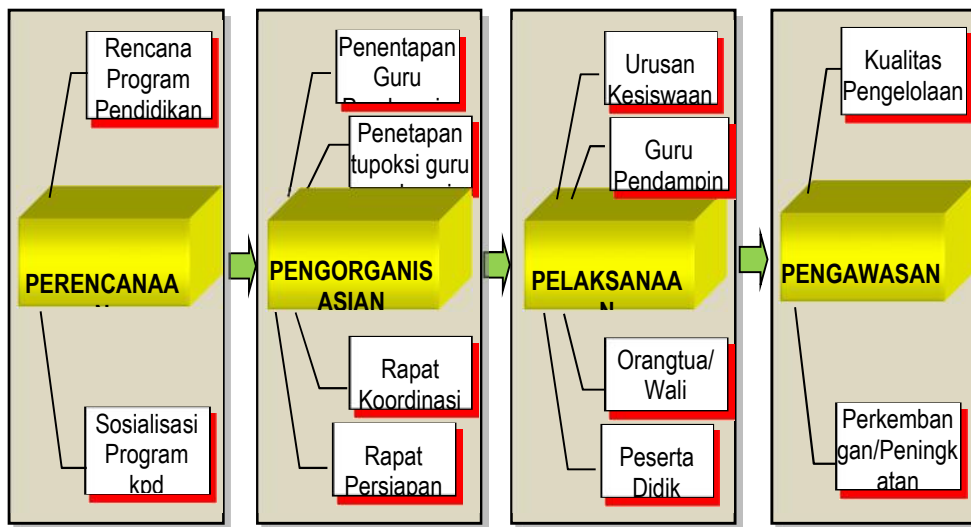 Rencana
Program
Pendidikan
PERENCANAA
Sosialisasi
Program
kpd
Penentapan
Guru
Penetapan
tupoksi guru
PENGORGANIS
ASIAN
Rapat
Koordinasi
Rapat
Persiapan
Urusan
Kesiswaan
Guru
Pendampin
PELAKSANAA
N
Orangtua/
Wali
Peserta
Didik
Kualitas
Pengelolaan
PENGAWASAN
Perkemban
gan/Peningk
atan